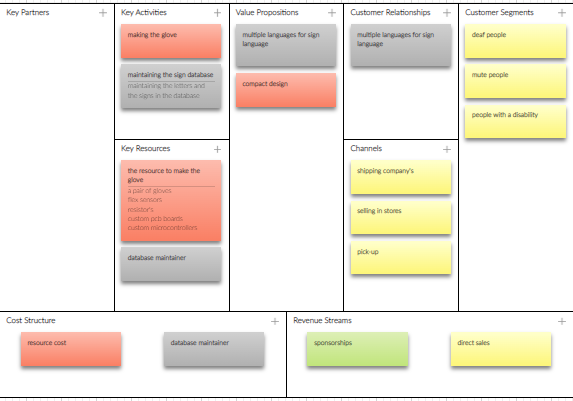 Key Partners +
Key Activities +
making the glove
maintaining the sign database
maintaining the letters and
the signs in the database
Key Resources +
the resource to make the
glove
a pair of gloves
flex sensors
resistor's
custom pcb boards
custom microcontrollers
database maintainer
Value Propositions +
multiple languages for sign
language
compact design
Customer Relationships +
multiple languages for sign
language
Channels +
shipping company's
selling in stores
pick-up
Customer Segments +
deaf people
mute people
people with a disability
Cost Structure +
resource cost
database maintainer
Revenue Streams +
sponsorships
direct sales